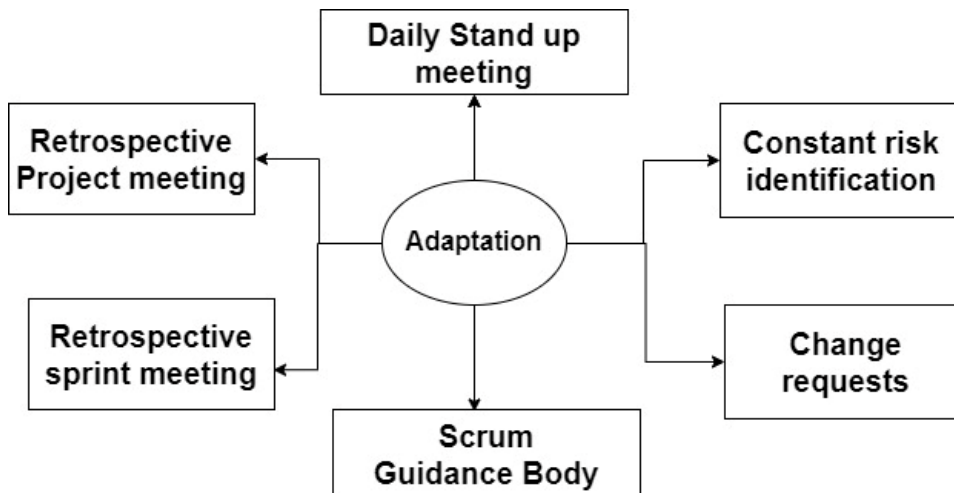 Daily Stand up
meeting
Retrospective
Project meeting
Constant risk
identification
Adaptation
Retrospective
sprint meeting
Change
requests
Scrum
Guidance Body